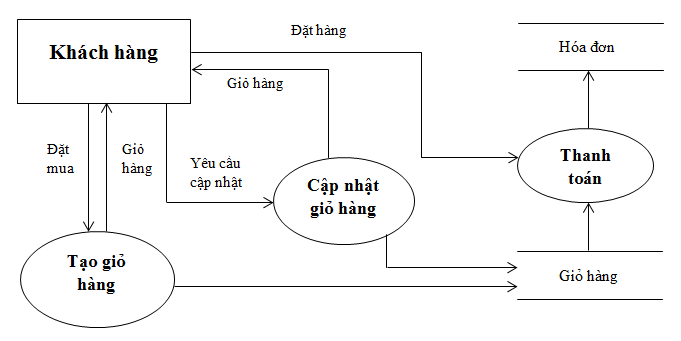 Đặt hàng
Hóa đơn
Khách hàng
Giỏ hàng
Đặt
mua
Giỏ
hàng
Yêu cầu
cập nhật
Cập nhật
giỏ hàng
Thanh
toán
Tạo giỏ
hàng
Giỏ hàng